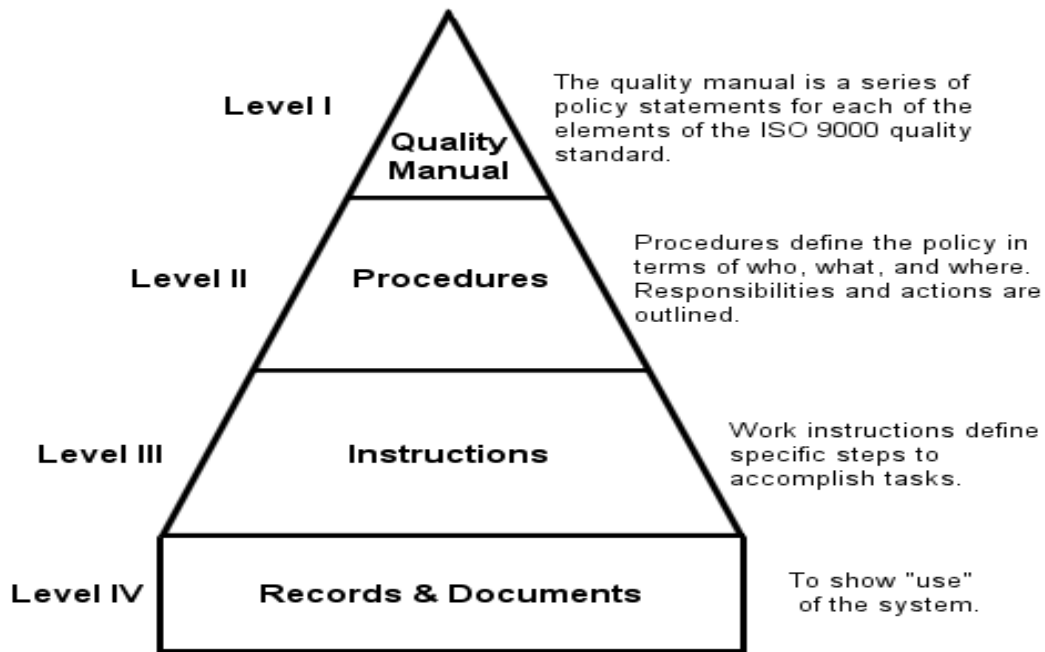 Level I
Quality
Manual
The quality manual is a series of
policy statements for each of the
elements of the ISO 9000 quality
standard.
Level II
Procedures
Procedures define the policy in
terms of who, what, and where.
Responsibilities and actions are
outlined.
Level III
Instructions
Work instructions define
specific steps to
accomplish tasks.
Level IV
Records & Documents
To show "use"
of the system.